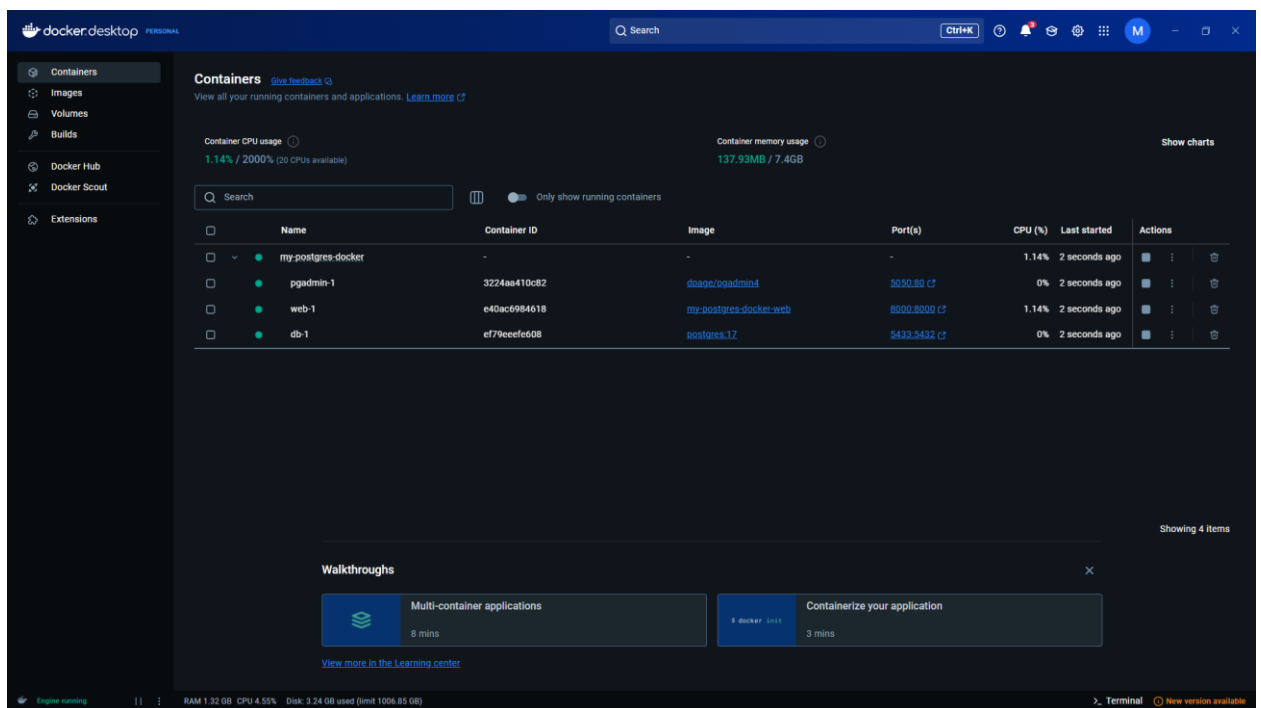 docker.desktop PERSONAL
Search Ctrl+K
3
M
Containers
Images
Volumes
Builds
Docker Hub
Docker Scout
Extensions
Containers Give feedback
View all your running containers and applications. Learn more
Container CPU usage
1.14% / 2000% (20 CPUs available)
Container memory usage
137.93MB / 7.4GB
Show charts
Search
Only show running containers
Name Container ID Image Port(s) CPU (%) Last started Actions
my-postgres-docker - - - 1.14% 2 seconds ago
pgadmin-1 3224aa410c82 dpage/pgadmin4 5050:80 0% 2 seconds ago
web-1 e40ac6984618 my-postgres-docker-web 8000:8000 1.14% 2 seconds ago
db-1 ef79eeefe608 postgres:17 5433:5432 0% 2 seconds ago
Showing 4 items
Walkthroughs
Multi-container applications
8 mins
$ docker init
Containerize your application
3 mins
View more in the Learning center
Engine running RAM 1.32 GB CPU 4.55% Disk: 3.24 GB used (limit 1006.85 GB) >_ Terminal New version available